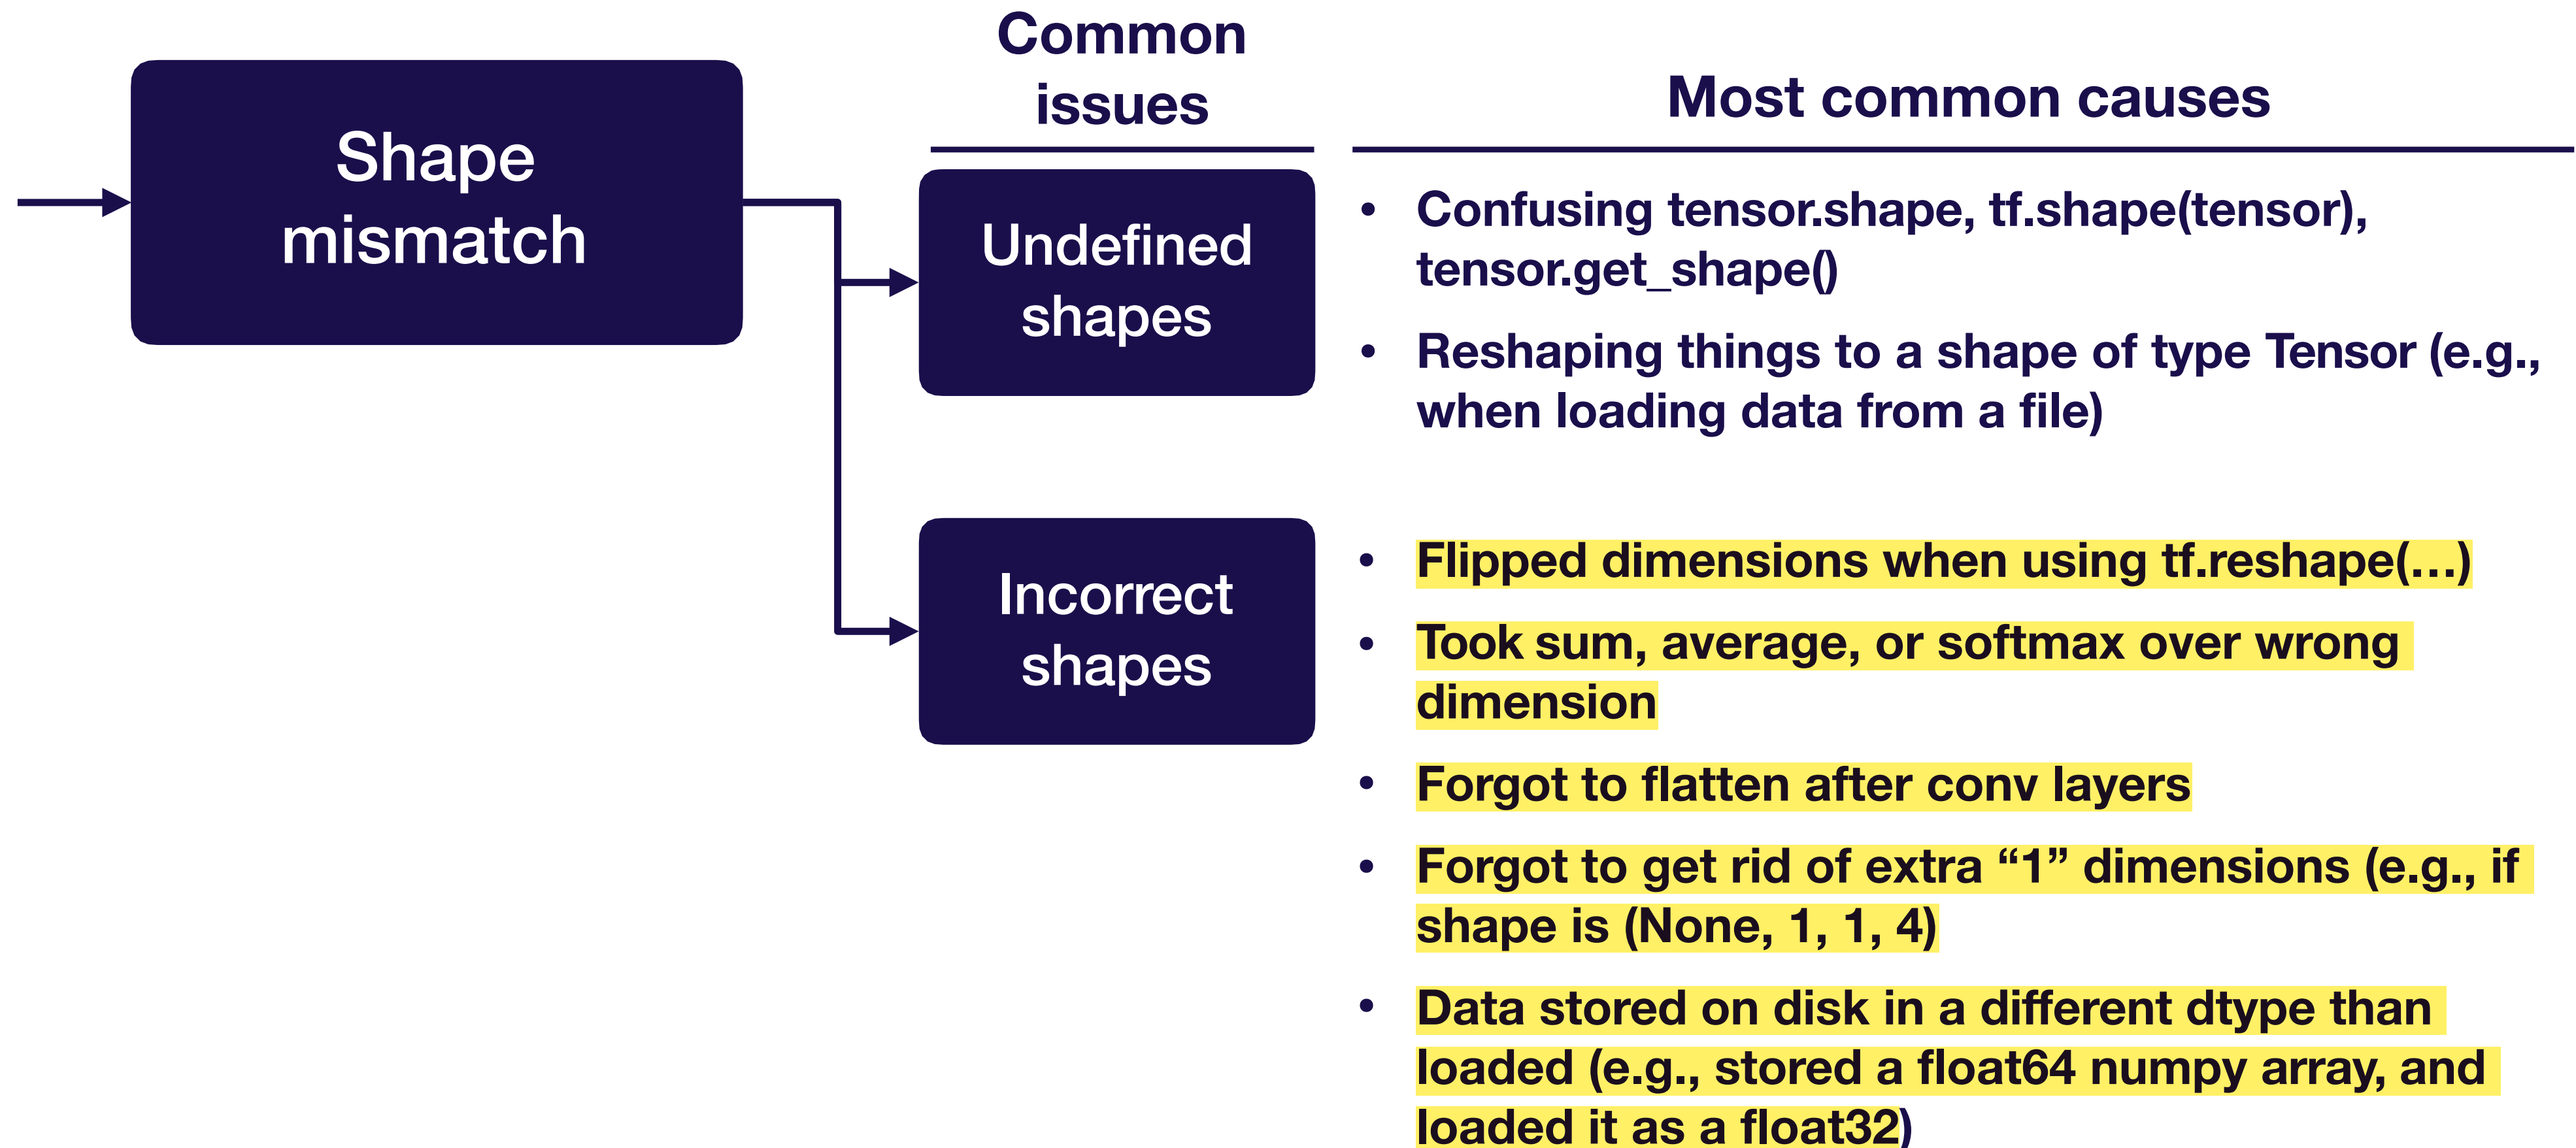 Common
issues
Most common causes
Shape
mismatch
Undefined
shapes
• Confusing tensor.shape, tf.shape(tensor),
tensor.get_shape()
• Reshaping things to a shape of type Tensor (e.g.,
when loading data from a file)
Incorrect
shapes
• Flipped dimensions when using tf.reshape(…)
• Took sum, average, or softmax over wrong
dimension
• Forgot to flatten after conv layers
• Forgot to get rid of extra “1” dimensions (e.g., if
shape is (None, 1, 1, 4)
• Data stored on disk in a different dtype than
loaded (e.g., stored a float64 numpy array, and
loaded it as a float32)